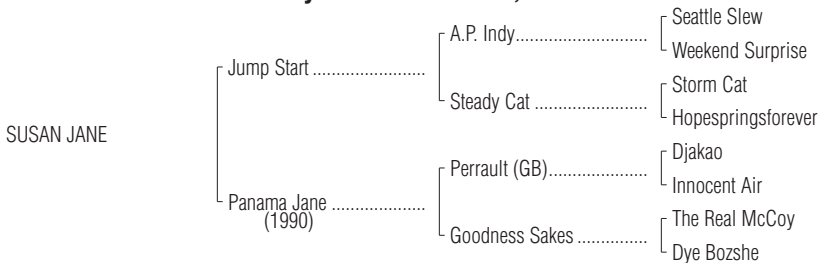 Seattle Slew
A.P. Indy..............................
Weekend Surprise
Jump Start ........................
Storm Cat
Steady Cat ........................
Hopespringsforever
SUSAN JANE
Djakao
Perrault (GB)......................
Innocent Air
Panama Jane ....................
(1990)
The Real McCoy
Goodness Sakes ...............
Dye Bozshe